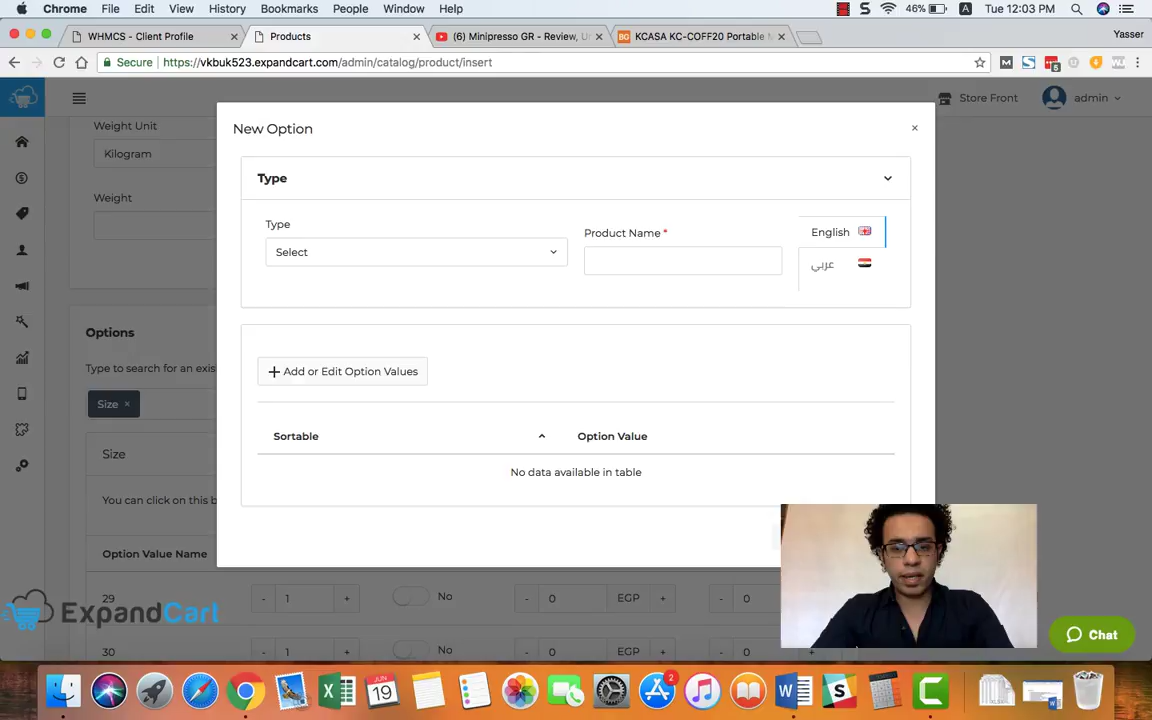 Chrome File Edit View History Bookmarks People Window Help 46% A Tue 12:03 PM
WHMCS - Client Profile Products (6) Minipresso GR - Review, Un KCASA KC-COFF20 Portable M Yasser
Secure https://vkbuk523.expandcart.com/admin/catalog/product/insert
Store Front admin
Weight Unit
Kilogram
Weight
Options
Type to search for an exis
Size ×
Size
You can click on this b
Option Value Name
29 - 1 + No - 0 EGP + - 0
30 - 1 + No - 0 EGP + - 0 +
New Option ×
Type
Type
Product Name *
Select
English
عربي
+ Add or Edit Option Values
Sortable Option Value
No data available in table
ExpandCart
Chat
JUN
19
2